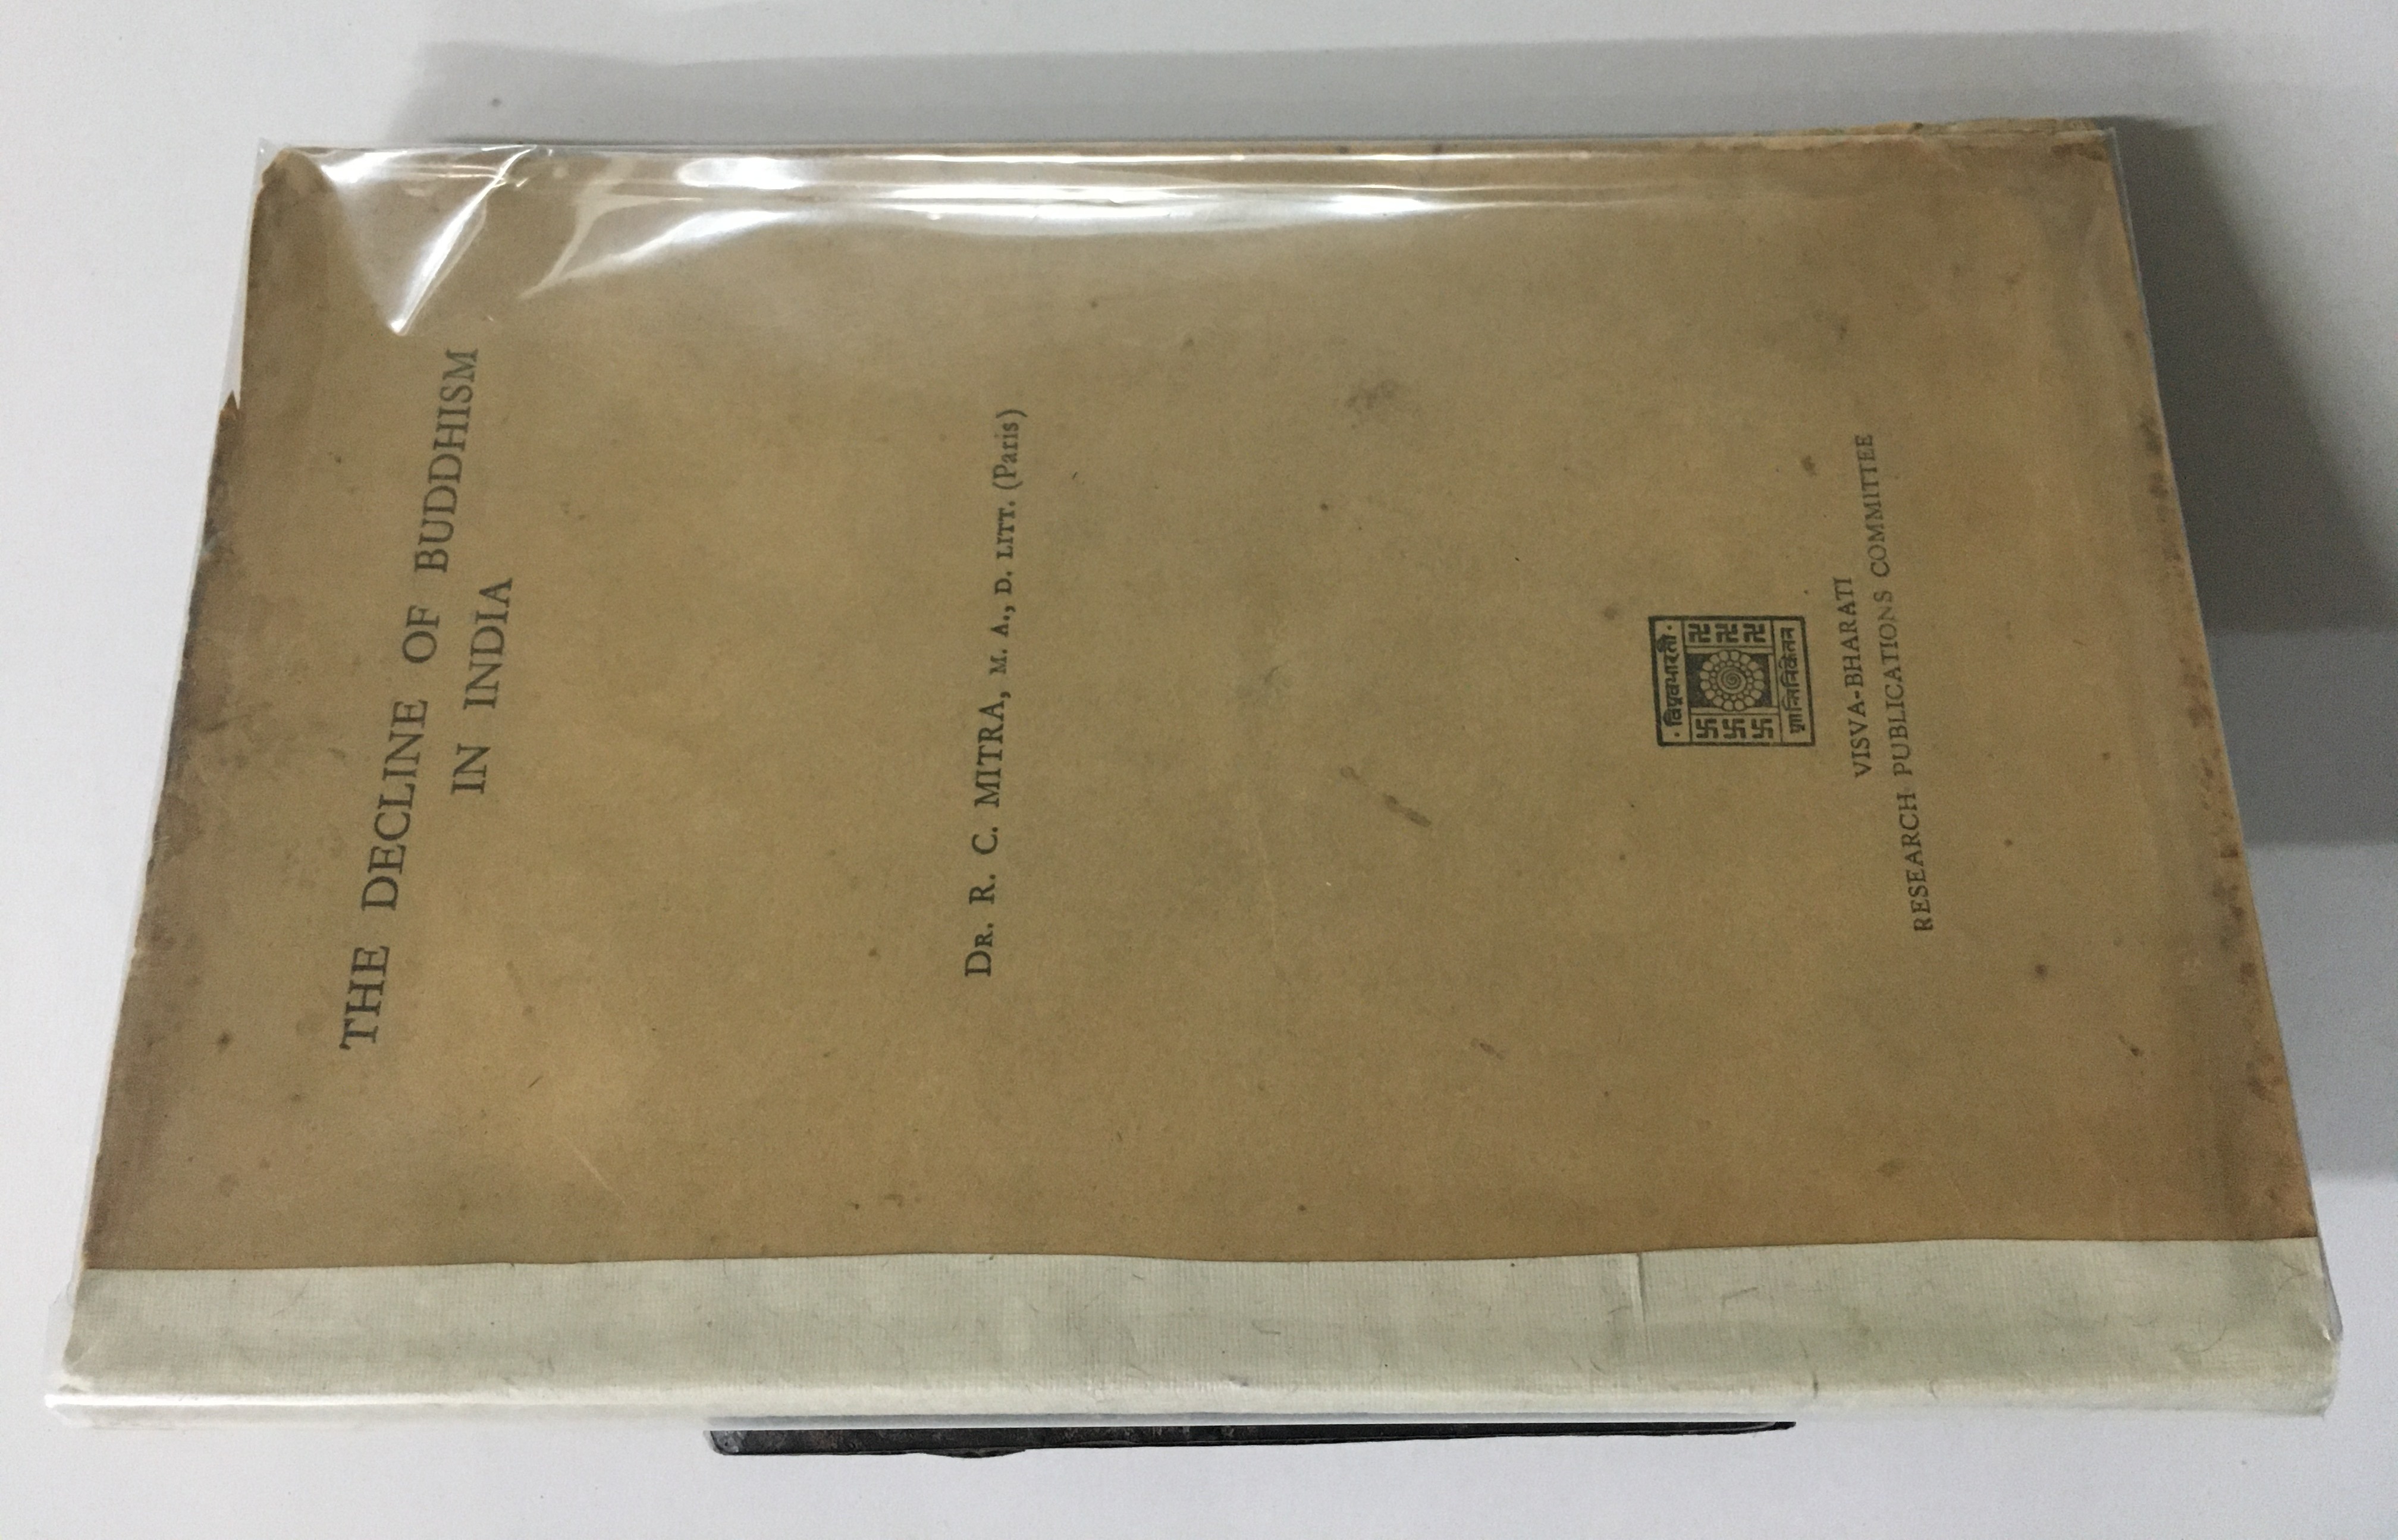 THE DECLINE OF BUDDHISM
IN INDIA
DR. R. C. MITRA, M. A., D. LITT. (Paris)
विश्वभारती
शान्तिनिकेतन
VISVA-BHARATI
RESEARCH PUBLICATIONS COMMITTEE